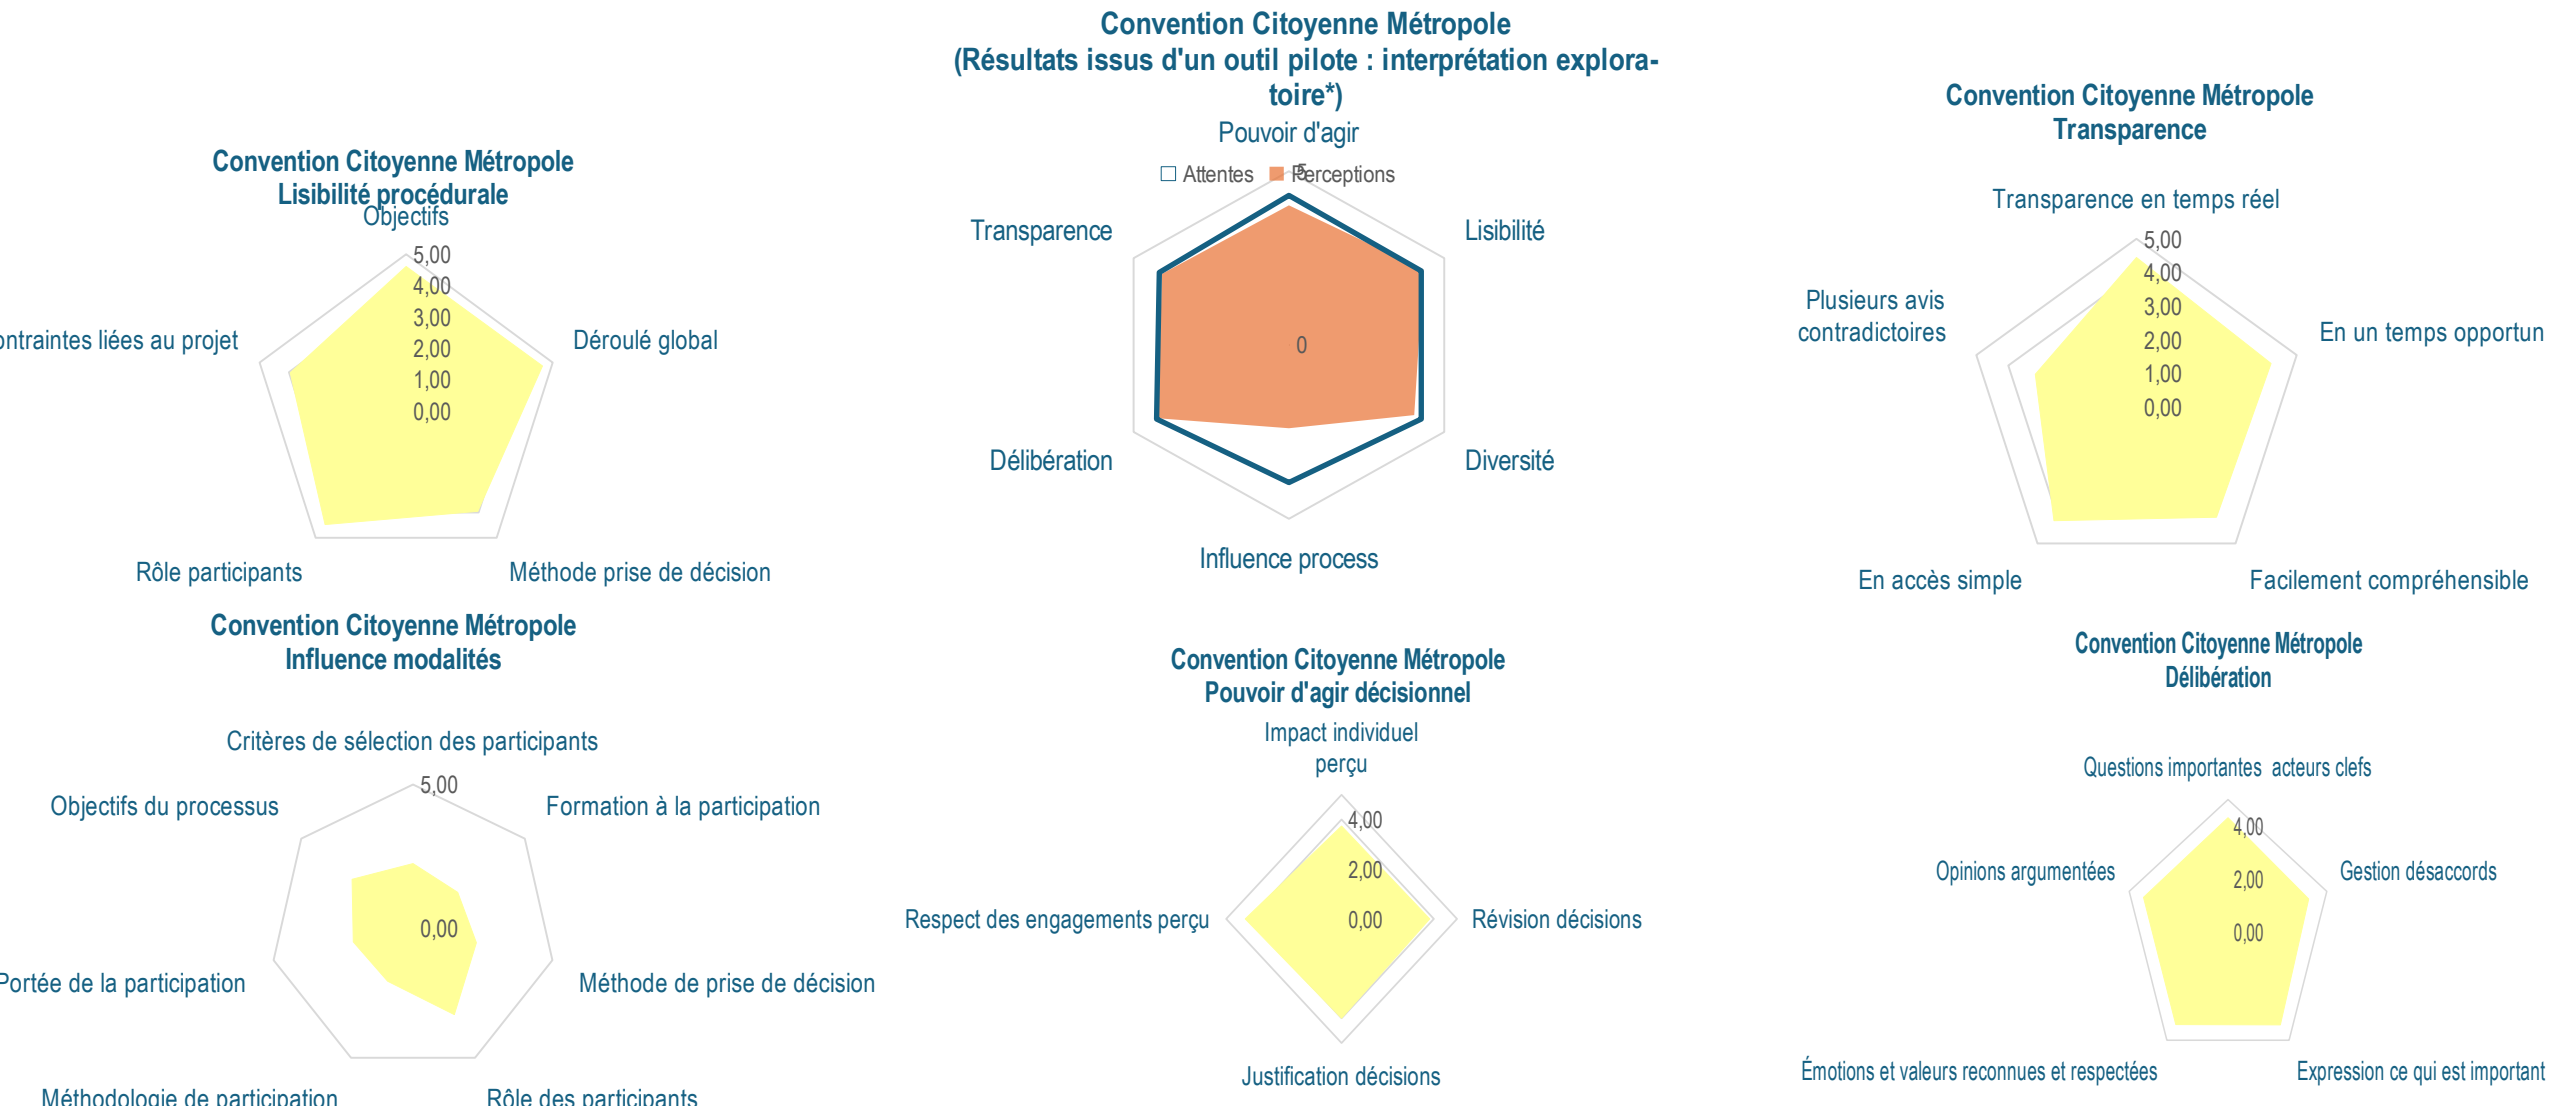 Convention Citoyenne Métropole
Lisibilité procédurale
Objectifs
5,00
4,00
3,00
2,00
1,00
0,00
Déroulé global
Méthode prise de décision
Rôle participants
ontraintes liées au projet
Convention Citoyenne Métropole
(Résultats issus d'un outil pilote : interprétation explora-
toire*)
Pouvoir d'agir
Attentes
Perceptions
5
0
Lisibilité
Diversité
Influence process
Délibération
Transparence
Convention Citoyenne Métropole
Transparence
Transparence en temps réel
5,00
4,00
3,00
2,00
1,00
0,00
En un temps opportun
Facilement compréhensible
En accès simple
Plusieurs avis
contradictoires
Convention Citoyenne Métropole
Influence modalités
Critères de sélection des participants
5,00
0,00
Formation à la participation
Méthode de prise de décision
Rôle des participants
Méthodologie de participation
Portée de la participation
Objectifs du processus
Convention Citoyenne Métropole
Pouvoir d'agir décisionnel
Impact individuel
perçu
4,00
2,00
0,00
Révision décisions
Justification décisions
Respect des engagements perçu
Convention Citoyenne Métropole
Délibération
Questions importantes  acteurs clefs
4,00
2,00
0,00
Gestion désaccords
Expression ce qui est important
Émotions et valeurs reconnues et respectées
Opinions argumentées